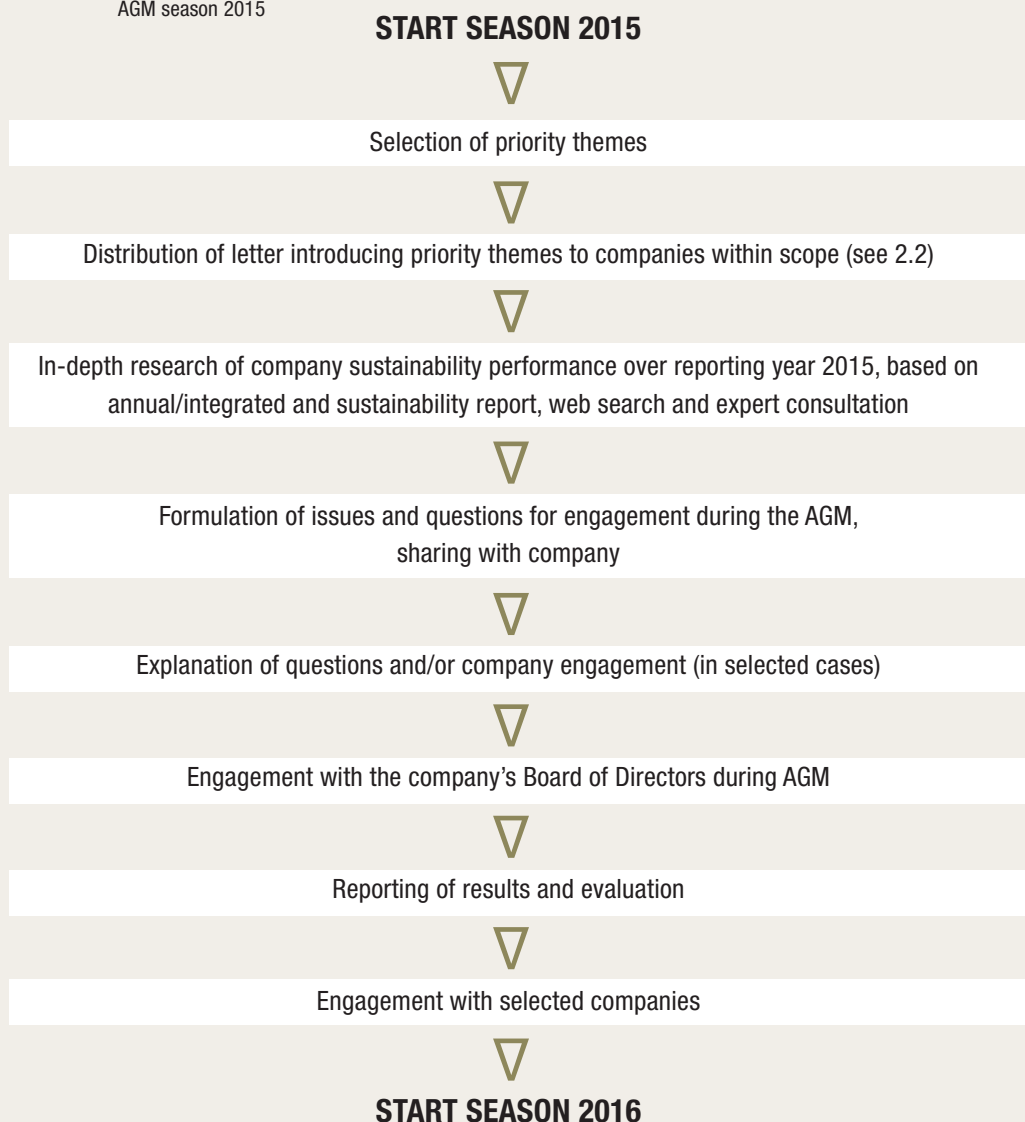 AGM season 2015
START SEASON 2015
Selection of priority themes
Distribution of letter introducing priority themes to companies within scope (see 2.2)
In-depth research of company sustainability performance over reporting year 2015, based on
annual/integrated and sustainability report, web search and expert consultation
Formulation of issues and questions for engagement during the AGM,
sharing with company
Explanation of questions and/or company engagement (in selected cases)
Engagement with the company's Board of Directors during AGM
Reporting of results and evaluation
Engagement with selected companies
START SEASON 2016